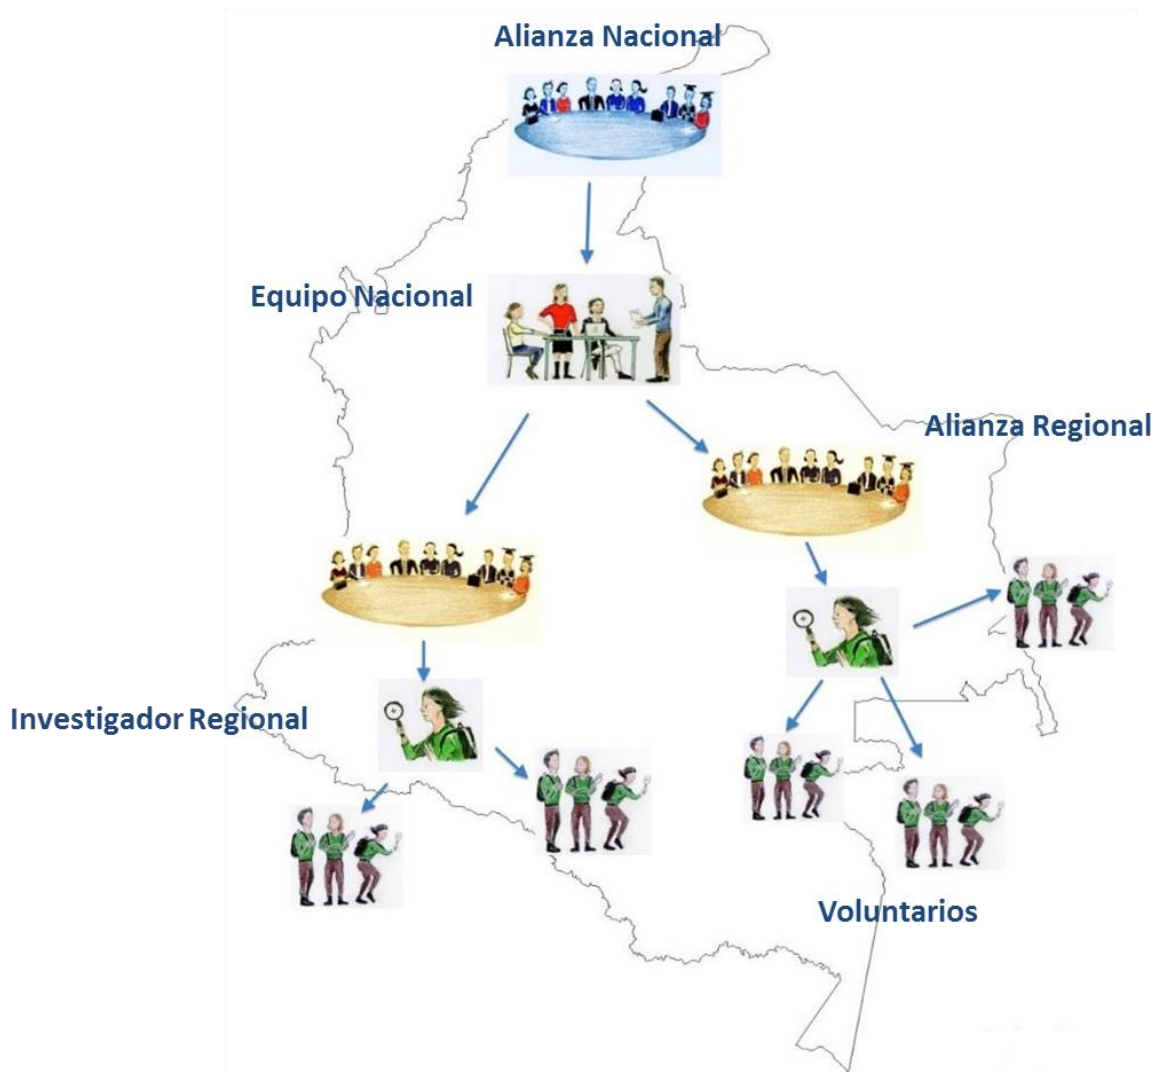 Alianza Nacional
Equipo Nacional
Alianza Regional
Investigador Regional
Voluntarios